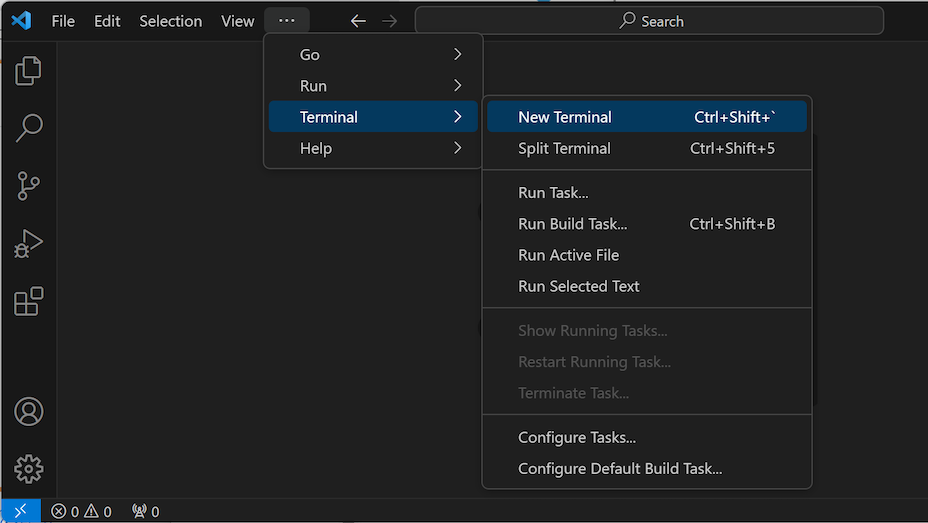 File Edit Selection View ··· Search
Go
Run
Terminal
Help
New Terminal Ctrl+Shift+`
Split Terminal Ctrl+Shift+5
Run Task...
Run Build Task... Ctrl+Shift+B
Run Active File
Run Selected Text
Show Running Tasks...
Restart Running Task...
Terminate Task...
Configure Tasks...
Configure Default Build Task...
0 0 0